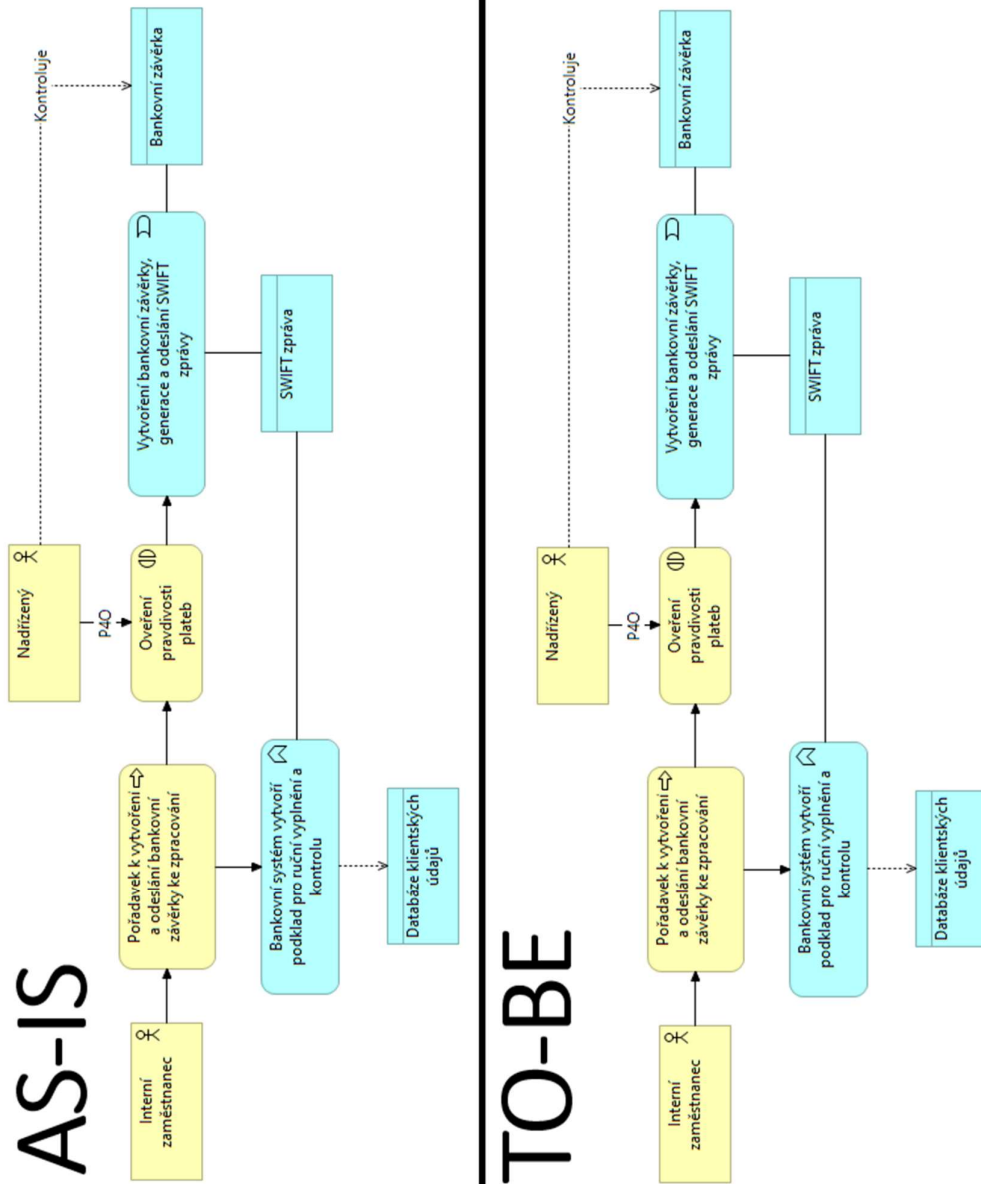 AS-IS
Interní
zaměstnanec
Pořadavek k vytvoření
a odeslání bankovní
závěrky ke zpracování
Nadřízený
P4O
Oveření
pravdivosti
plateb
Kontroluje
Vytvoření bankovní závěrky,
generace a odeslání SWIFT
zprávy
Bankovní závěrka
Bankovní systém vytvoří
podklad pro ruční vyplnění a
kontrolu
SWIFT zpráva
Databáze klientských
údajů
TO-BE
Interní
zaměstnanec
Pořadavek k vytvoření
a odeslání bankovní
závěrky ke zpracování
Nadřízený
P4O
Oveření
pravdivosti
plateb
Kontroluje
Vytvoření bankovní závěrky,
generace a odeslání SWIFT
zprávy
Bankovní závěrka
Bankovní systém vytvoří
podklad pro ruční vyplnění a
kontrolu
SWIFT zpráva
Databáze klientských
údajů